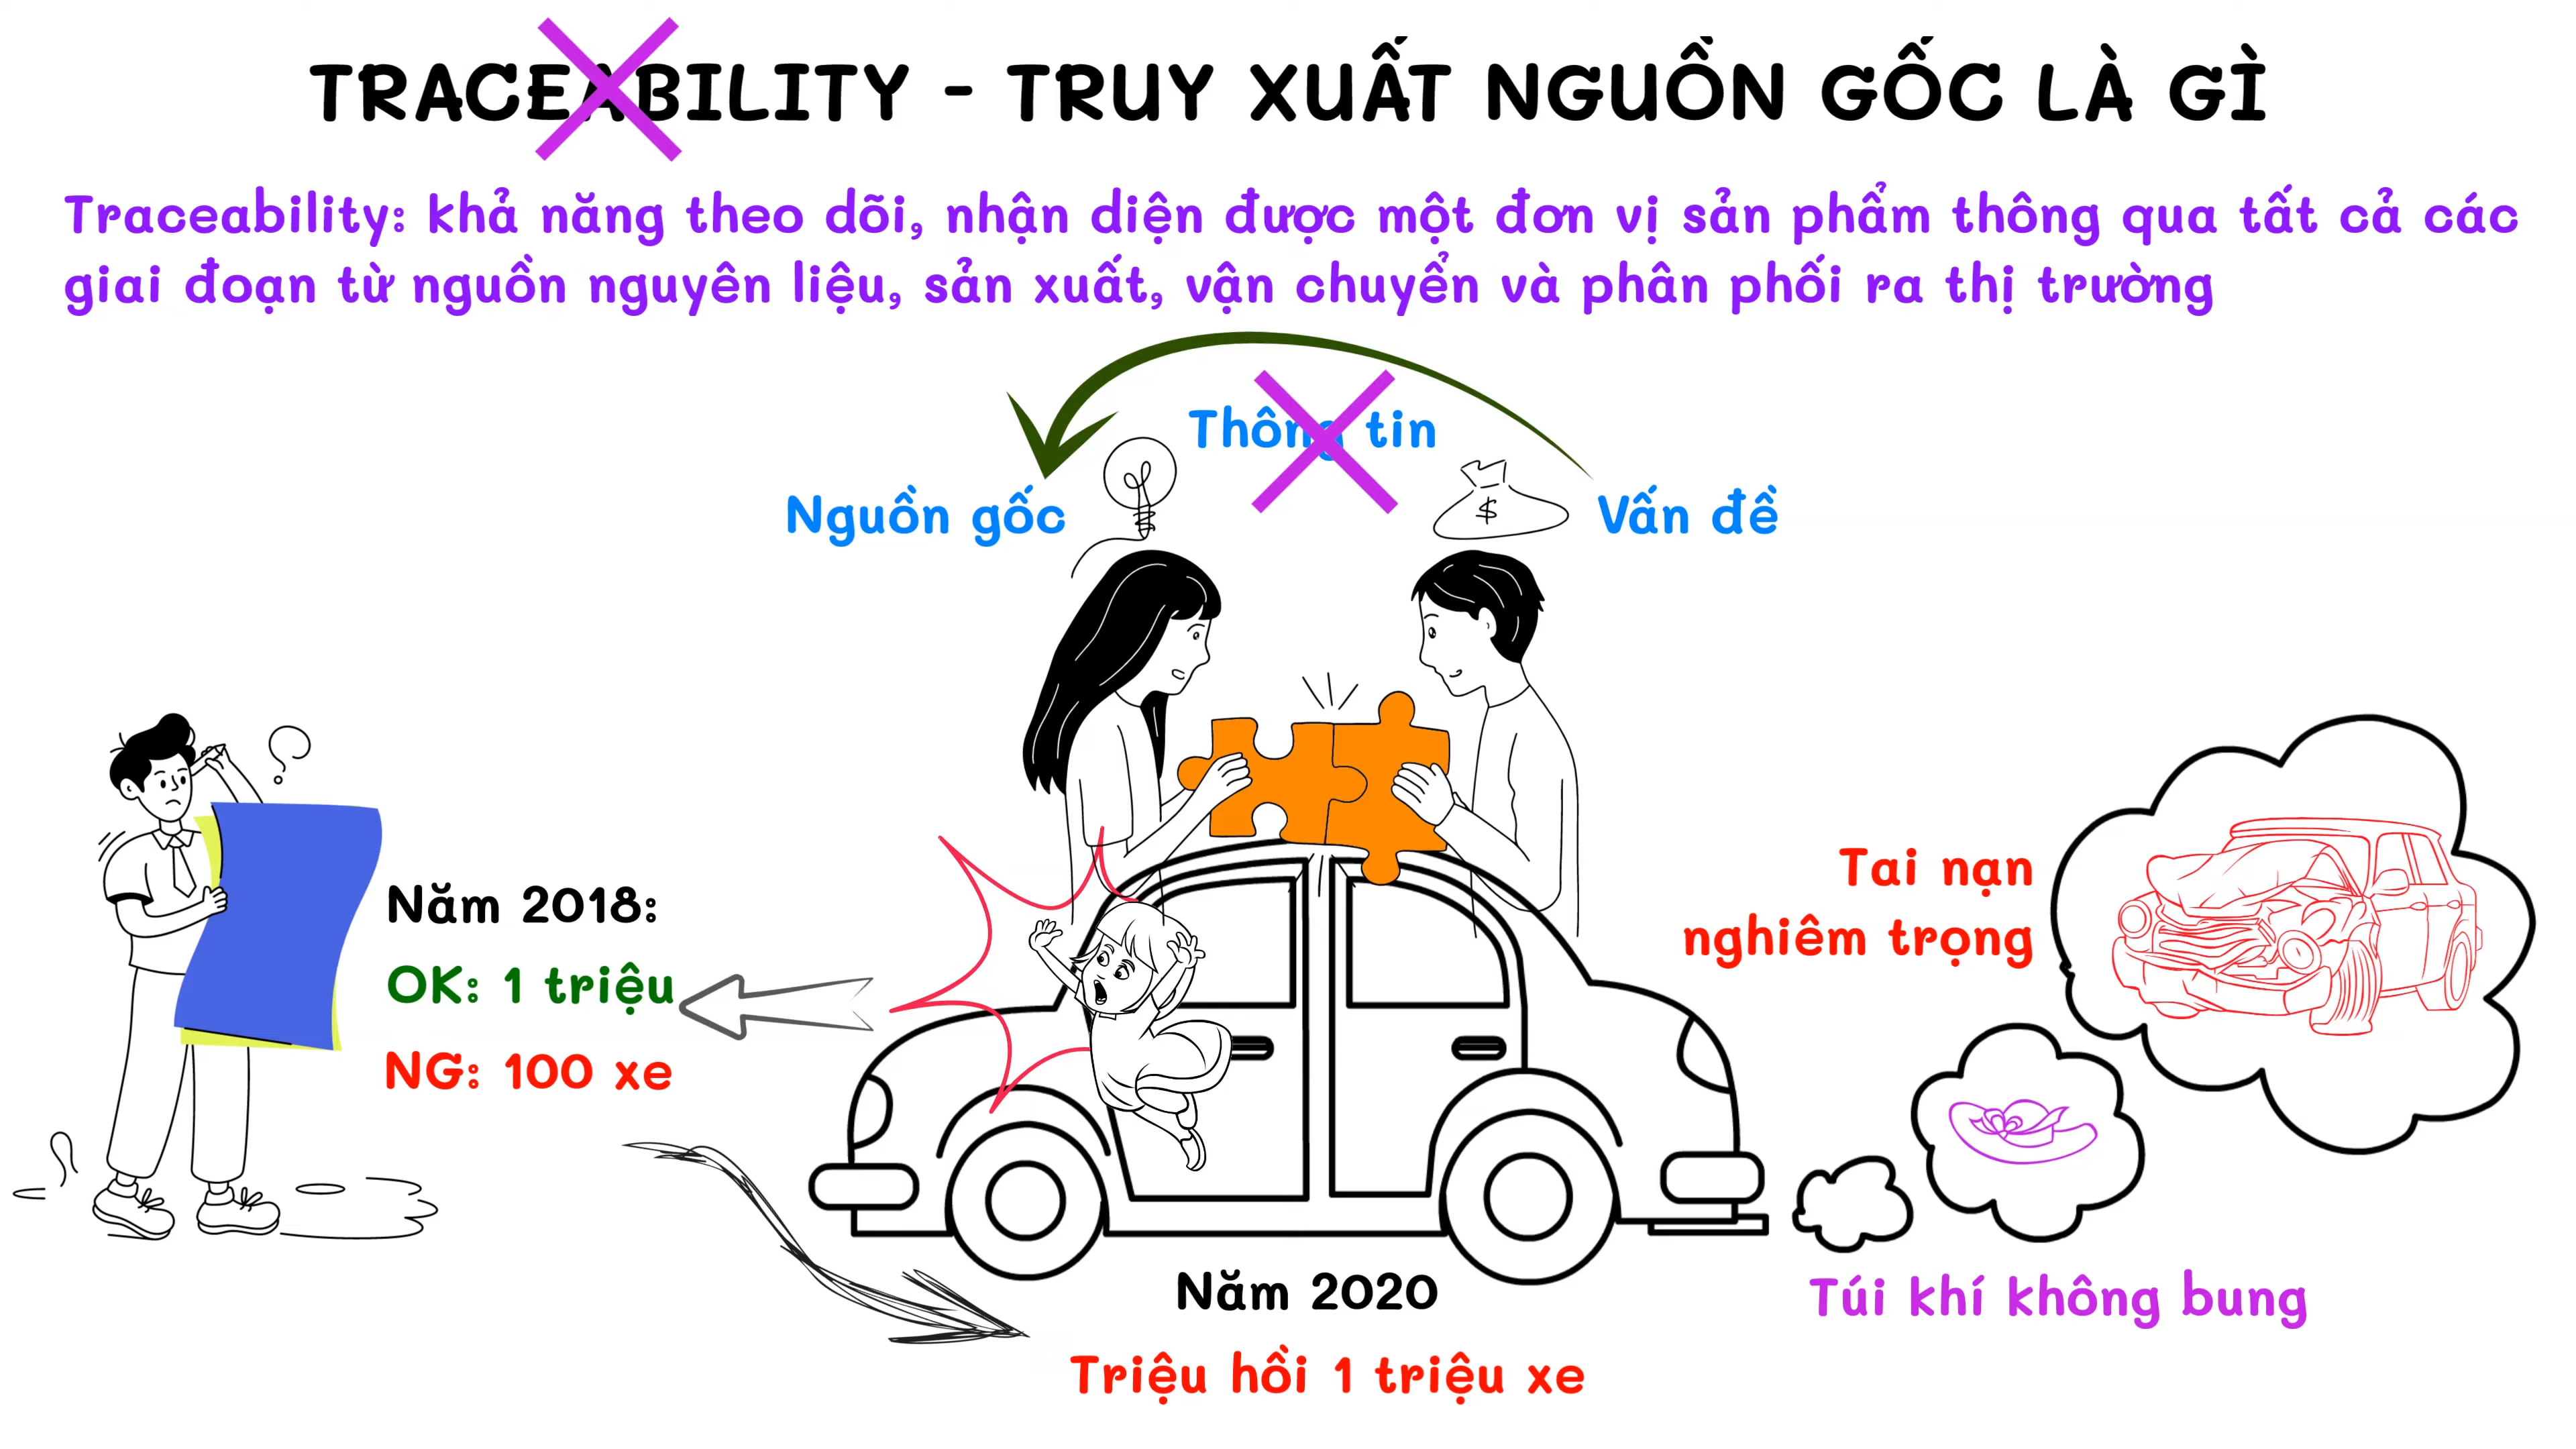 TRACEABILITY - TRUY XUẤT NGUỒN GỐC LÀ GÌ
Traceability: khả năng theo dõi, nhận diện được một đơn vị sản phẩm thông qua tất cả các
giai đoạn từ nguồn nguyên liệu, sản xuất, vận chuyển và phân phối ra thị trường
Thông tin
Nguồn gốc
$
Vấn đề
Năm 2018:
OK: 1 triệu
NG: 100 xe
Tai nạn
nghiêm trọng
Túi khí không bung
Năm 2020
Triệu hồi 1 triệu xe